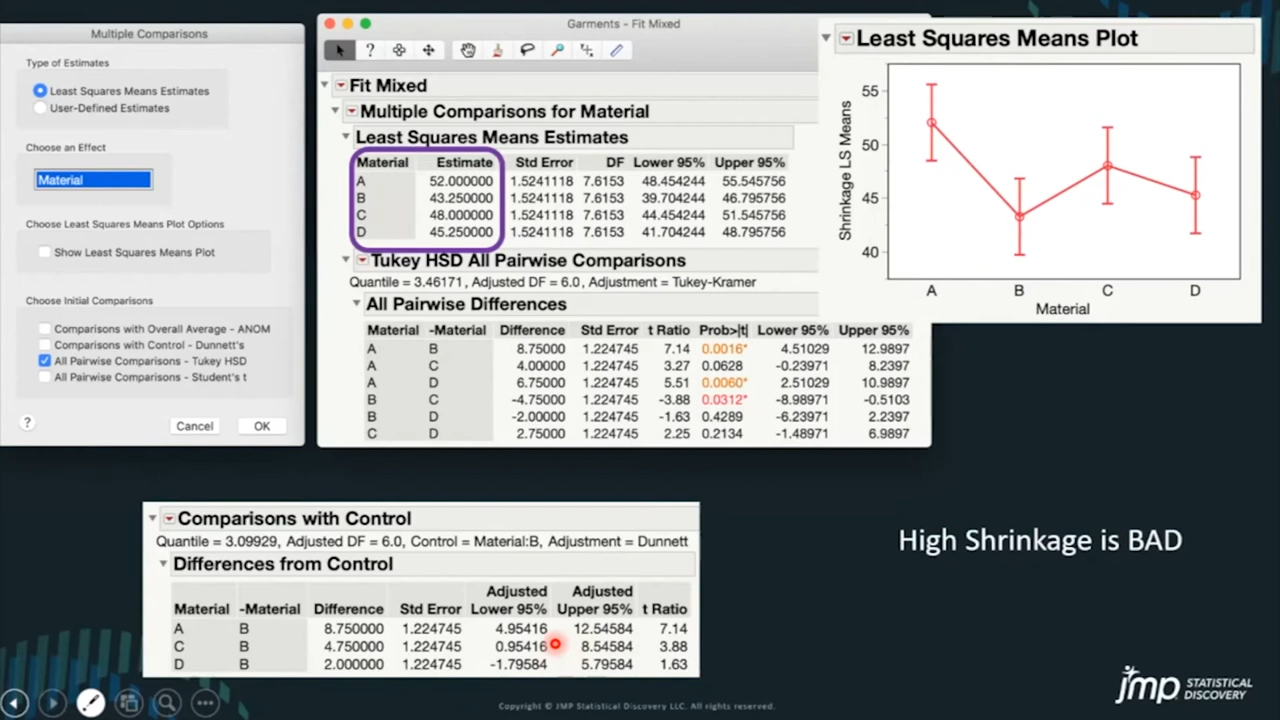 Multiple Comparisons
Type of Estimates
Least Squares Means Estimates
User-Defined Estimates
Choose an Effect
Material
Choose Least Squares Means Plot Options
Show Least Squares Means Plot
Choose Initial Comparisons
Comparisons with Overall Average - ANOM
Comparisons with Control - Dunnett's
All Pairwise Comparisons - Tukey HSD
All Pairwise Comparisons - Student's t
?
Cancel OK
Garments - Fit Mixed
?
Fit Mixed
Multiple Comparisons for Material
Least Squares Means Estimates
Material Estimate Std Error DF Lower 95% Upper 95%
A 52.000000 1.5241118 7.6153 48.454244 55.545756
B 43.250000 1.5241118 7.6153 39.704244 46.795756
C 48.000000 1.5241118 7.6153 44.454244 51.545756
D 45.250000 1.5241118 7.6153 41.704244 48.795756
Tukey HSD All Pairwise Comparisons
Quantile = 3.46171, Adjusted DF = 6.0, Adjustment = Tukey-Kramer
All Pairwise Differences
Material -Material Difference Std Error t Ratio Prob>|t| Lower 95% Upper 95%
A B 8.75000 1.224745 7.14 0.0016* 4.51029 12.9897
A C 4.00000 1.224745 3.27 0.0628 -0.23971 8.2397
A D 6.75000 1.224745 5.51 0.0060* 2.51029 10.9897
B C -4.75000 1.224745 -3.88 0.0312* -8.98971 -0.5103
B D -2.00000 1.224745 -1.63 0.4289 -6.23971 2.2397
C D 2.75000 1.224745 2.25 0.2134 -1.48971 6.9897
Least Squares Means Plot
Shrinkage LS Means
55
50
45
40
A B C D
Material
Comparisons with Control
Quantile = 3.09929, Adjusted DF = 6.0, Control = Material:B, Adjustment = Dunnett
Differences from Control
Adjusted Adjusted
Material -Material Difference Std Error Lower 95% Upper 95% t Ratio
A B 8.750000 1.224745 4.95416 12.54584 7.14
C B 4.750000 1.224745 0.95416 8.54584 3.88
D B 2.000000 1.224745 -1.79584 5.79584 1.63
High Shrinkage is BAD
jmp STATISTICAL
DISCOVERY
Copyright © JMP Statistical Discovery LLC. All rights reserved.